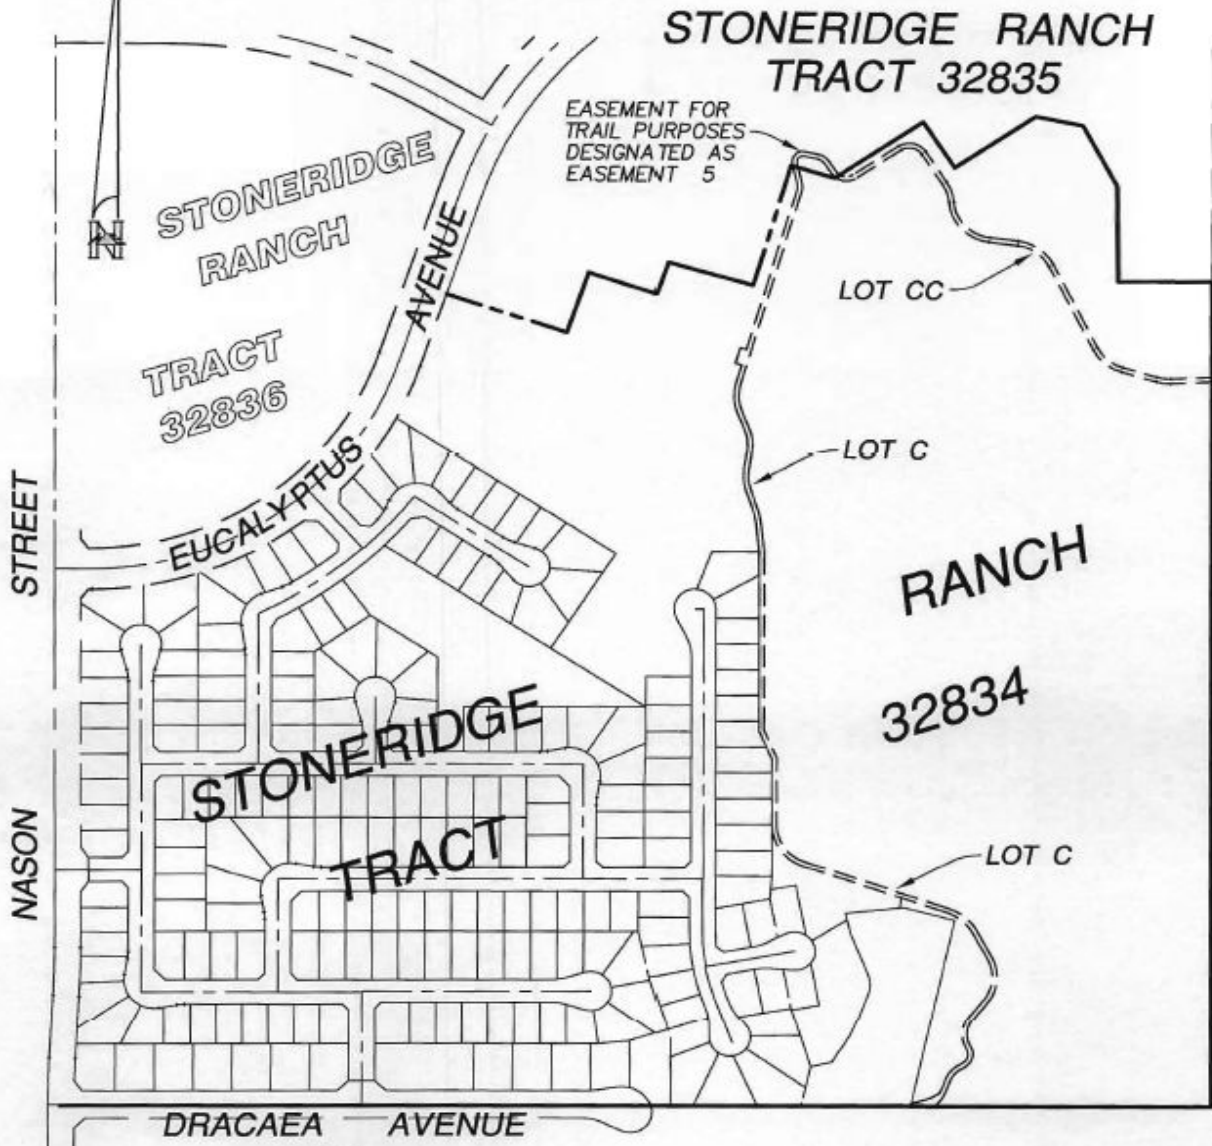 STONERIDGE RANCH
TRACT 32835
EASEMENT FOR
TRAIL PURPOSES
DESIGNATED AS
EASEMENT 5
STONERIDGE
RANCH
TRACT
32836
N
EUCALYPTUS AVENUE
LOT CC
LOT C
RANCH
32834
STONERIDGE
TRACT
LOT C
NASON STREET
DRACAEA AVENUE